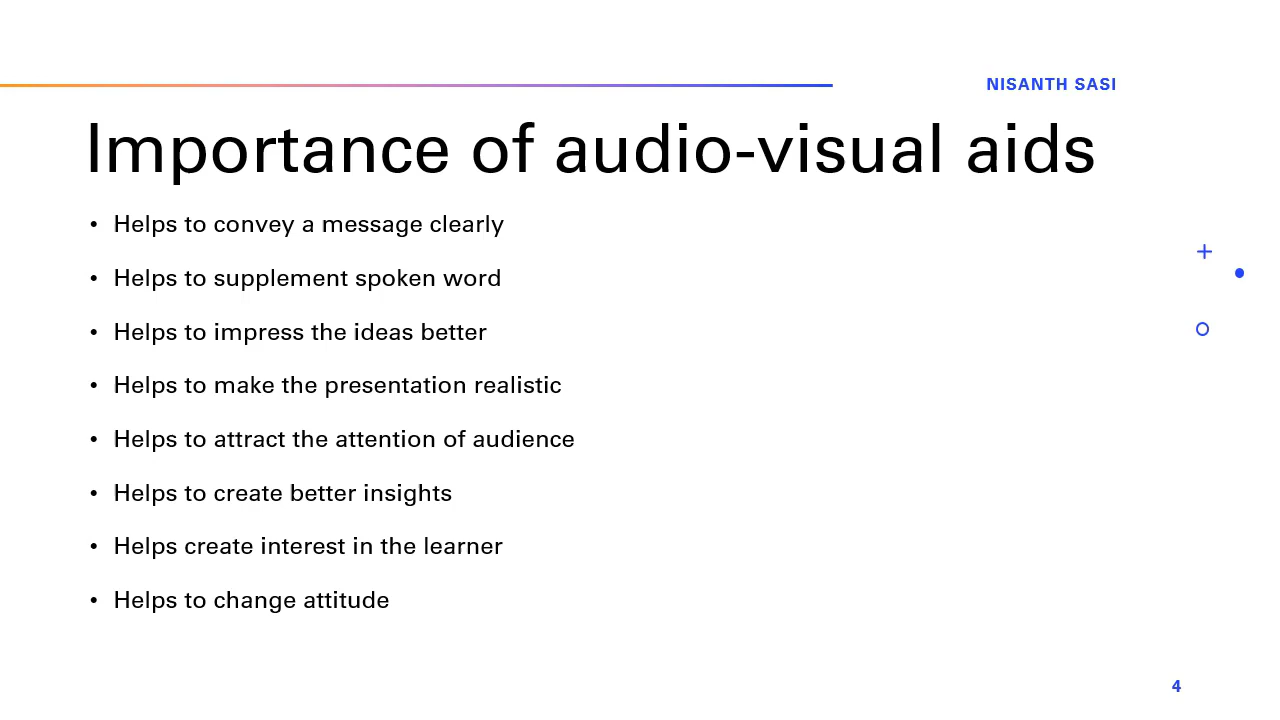 NISANTH SASI
Importance of audio-visual aids
• Helps to convey a message clearly
• Helps to supplement spoken word
• Helps to impress the ideas better
• Helps to make the presentation realistic
• Helps to attract the attention of audience
• Helps to create better insights
• Helps create interest in the learner
• Helps to change attitude
4